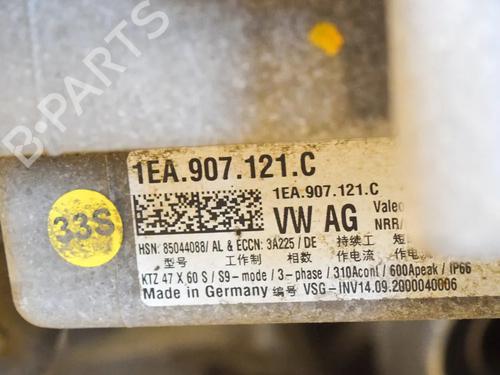 B-PARTS
1EA.907.121.C
1EA.907.121.C
VW AG
Valeo
NRR/
33S
HSN: 85044088/ AL & ECCN: 3A225 / DE
持续工
型号 工作制 相数 作电流 作电
KTZ 47 X 60 S / S9-mode / 3-phase / 310Acont / 600Apeak / IP66
Made in Germany 编号 VSG-INV14.09.2000040006